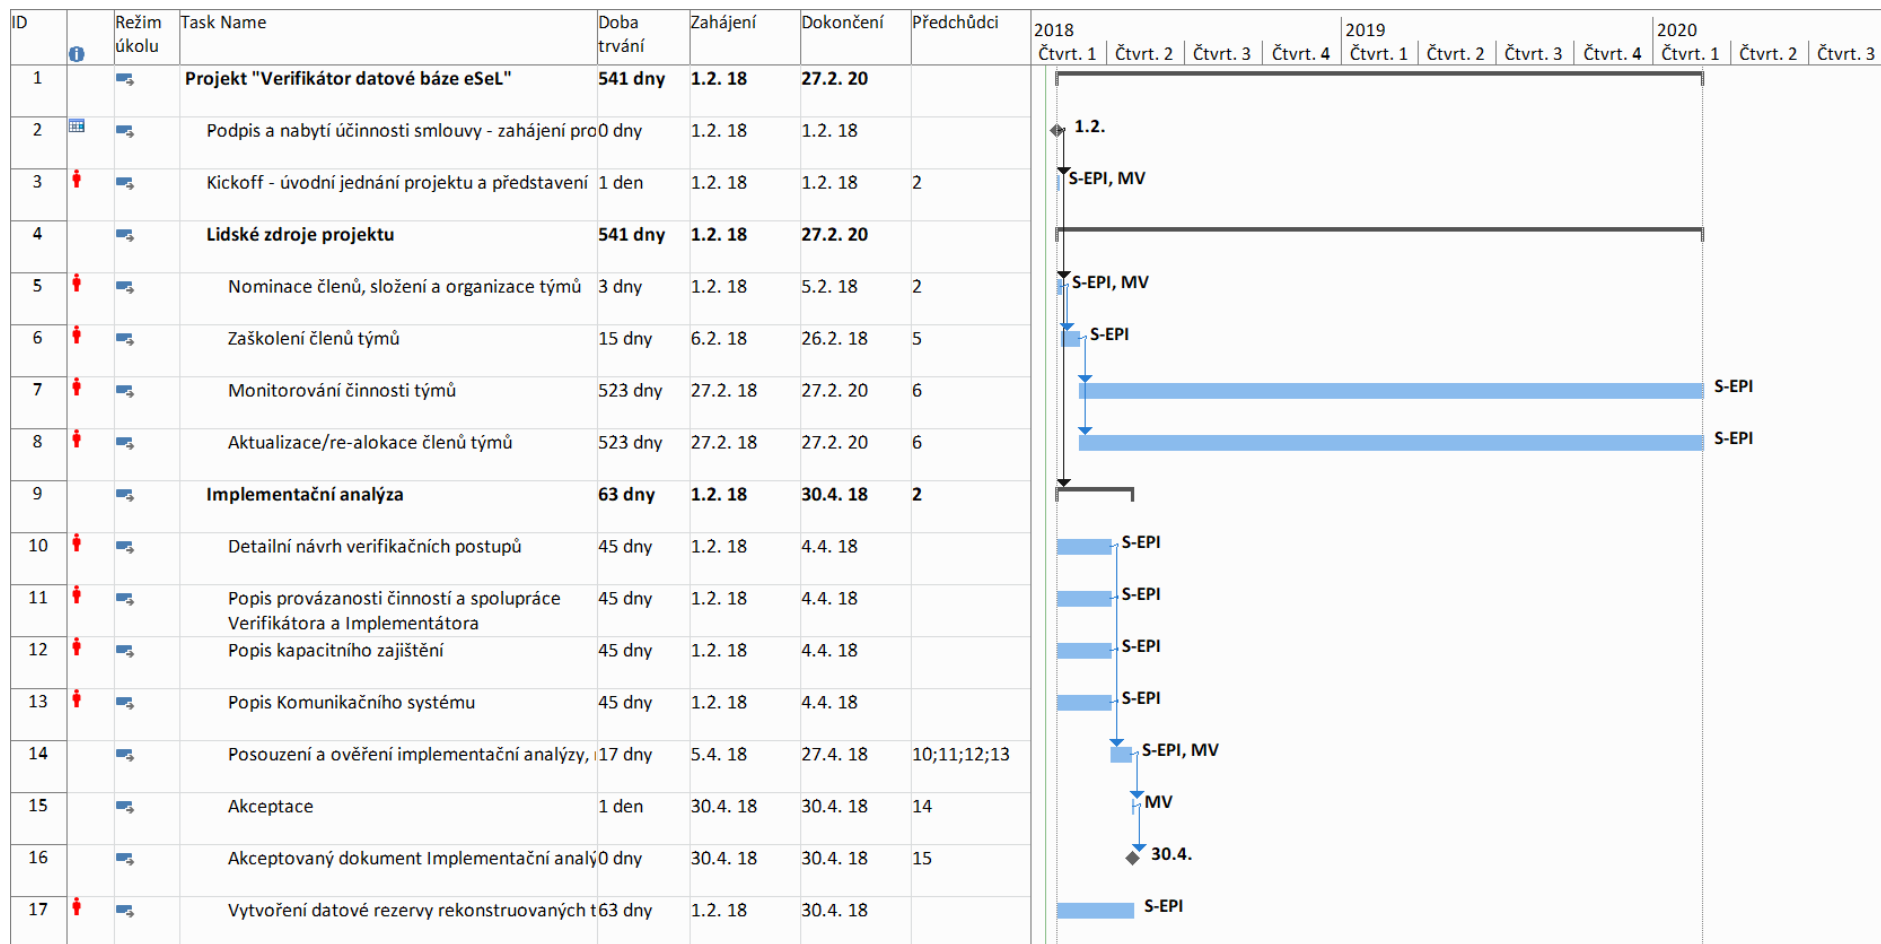 ID Režim úkolu Task Name Doba trvání Zahájení Dokončení Předchůdci
2018 2019 2020
Čtvrt. 1 Čtvrt. 2 Čtvrt. 3 Čtvrt. 4 Čtvrt. 1 Čtvrt. 2 Čtvrt. 3 Čtvrt. 4 Čtvrt. 1 Čtvrt. 2 Čtvrt. 3
1 Projekt "Verifikátor datové báze eSeL" 541 dny 1.2. 18 27.2. 20
2 Podpis a nabytí účinnosti smlouvy - zahájení pro 0 dny 1.2. 18 1.2. 18 1.2.
3 Kickoff - úvodní jednání projektu a představení 1 den 1.2. 18 1.2. 18 2 S-EPI, MV
4 Lidské zdroje projektu 541 dny 1.2. 18 27.2. 20
5 Nominace členů, složení a organizace týmů 3 dny 1.2. 18 5.2. 18 2 S-EPI, MV
6 Zaškolení členů týmů 15 dny 6.2. 18 26.2. 18 5 S-EPI
7 Monitorování činnosti týmů 523 dny 27.2. 18 27.2. 20 6 S-EPI
8 Aktualizace/re-alokace členů týmů 523 dny 27.2. 18 27.2. 20 6 S-EPI
9 Implementační analýza 63 dny 1.2. 18 30.4. 18 2
10 Detailní návrh verifikačních postupů 45 dny 1.2. 18 4.4. 18 S-EPI
11 Popis provázanosti činností a spolupráce 45 dny 1.2. 18 4.4. 18 S-EPI
Verifikátora a Implementátora
12 Popis kapacitního zajištění 45 dny 1.2. 18 4.4. 18 S-EPI
13 Popis Komunikačního systému 45 dny 1.2. 18 4.4. 18 S-EPI
14 Posouzení a ověření implementační analýzy, 17 dny 5.4. 18 27.4. 18 10;11;12;13 S-EPI, MV
15 Akceptace 1 den 30.4. 18 30.4. 18 14 MV
16 Akceptovaný dokument Implementační analý 0 dny 30.4. 18 30.4. 18 15 30.4.
17 Vytvoření datové rezervy rekonstruovaných t 63 dny 1.2. 18 30.4. 18 S-EPI